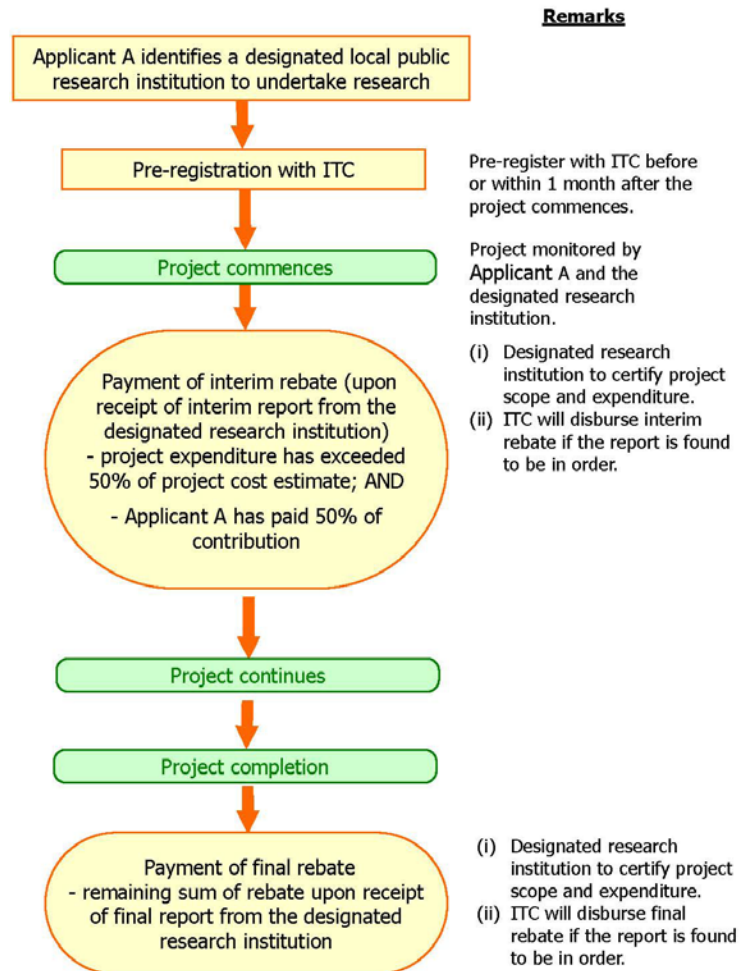 Remarks
Applicant A identifies a designated local public
research institution to undertake research
Pre-registration with ITC
Pre-register with ITC before
or within 1 month after the
project commences.
Project commences
Project monitored by
Applicant A and the
designated research
institution.
Payment of interim rebate (upon
receipt of interim report from the
designated research institution)
- project expenditure has exceeded
50% of project cost estimate; AND
- Applicant A has paid 50% of
contribution
(i) Designated research
institution to certify project
scope and expenditure.
(ii) ITC will disburse interim
rebate if the report is found
to be in order.
Project continues
Project completion
Payment of final rebate
- remaining sum of rebate upon receipt
of final report from the designated
research institution
(i) Designated research
institution to certify project
scope and expenditure.
(ii) ITC will disburse final
rebate if the report is found
to be in order.